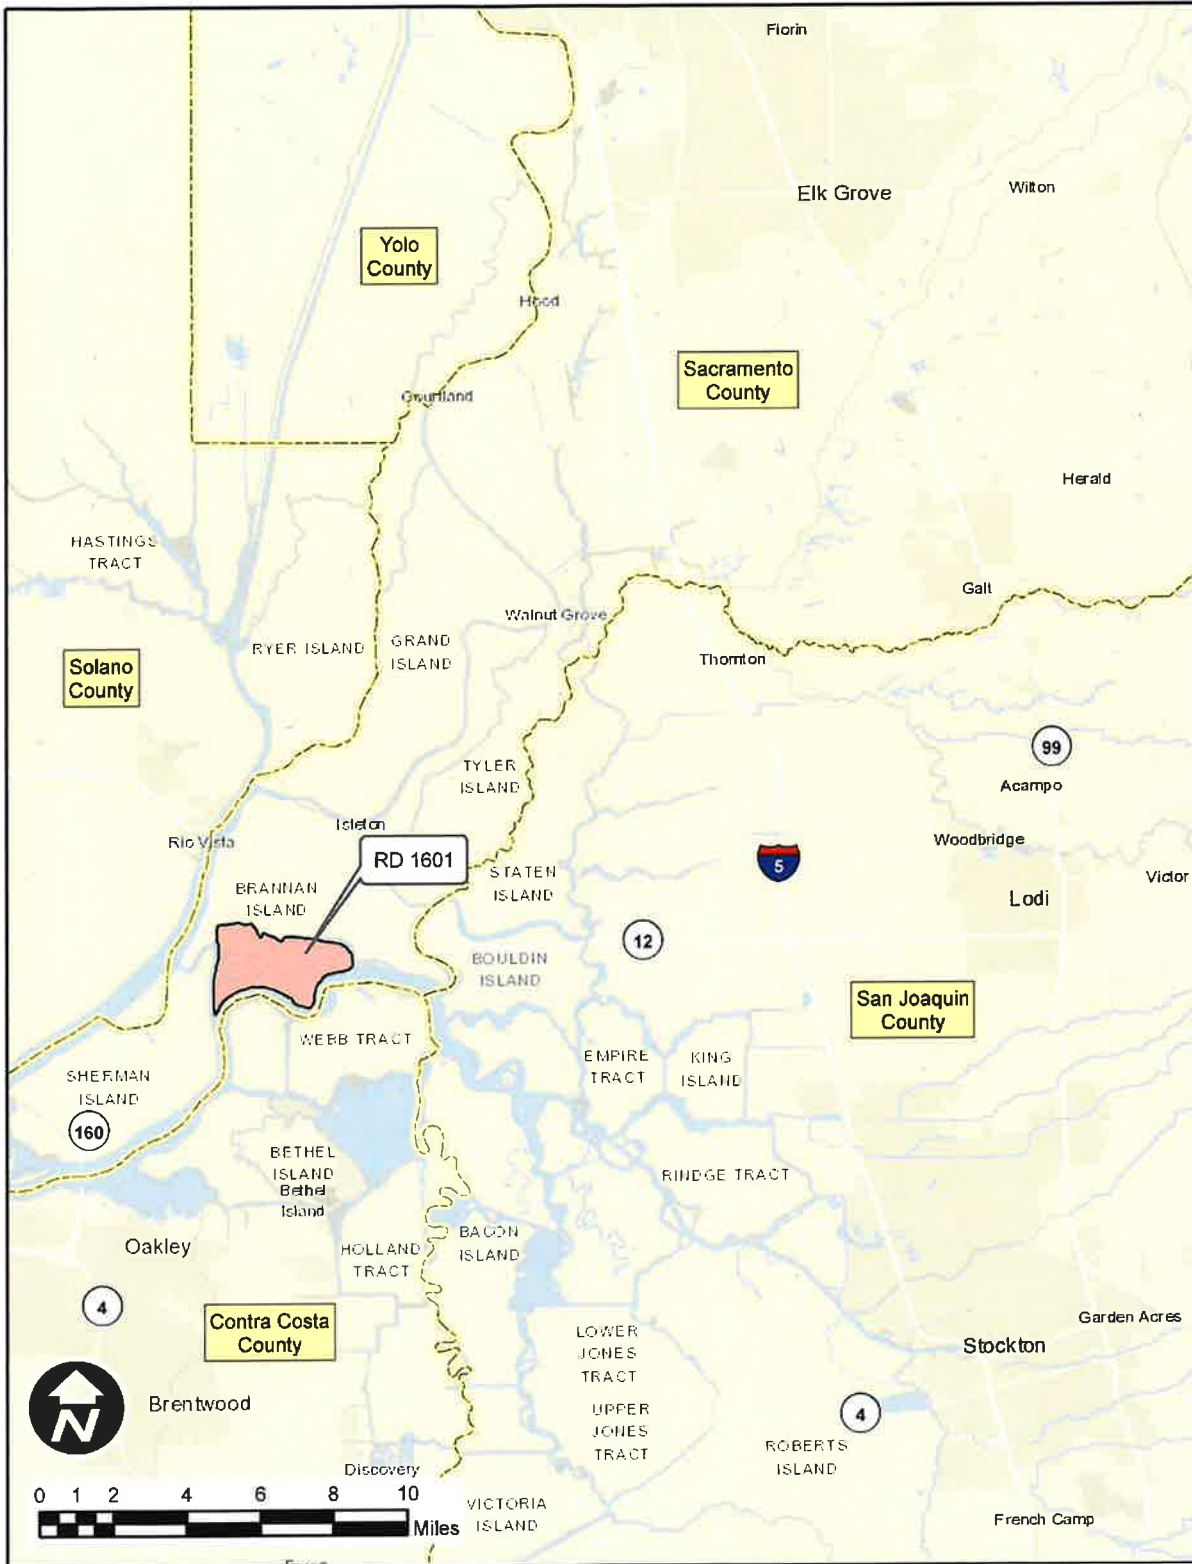 Florin
Elk Grove
Wilton
Yolo
County
Hood
Sacramento
County
Courtland
Herald
HASTINGS
TRACT
Galt
Walnut Grove
RYER ISLAND
GRAND
ISLAND
Thornton
Solano
County
99
TYLER
ISLAND
Acampo
Isleton
Rio Vista
RD 1601
Woodbridge
5
STATEN
ISLAND
Victor
BRANNAN
ISLAND
Lodi
12
BOULDIN
ISLAND
San Joaquin
County
WEBB TRACT
EMPIRE
TRACT
KING
ISLAND
SHERMAN
ISLAND
160
BETHEL
ISLAND
Bethel
Island
RINDGE TRACT
Oakley
HOLLAND
TRACT
BACON
ISLAND
4
Contra Costa
County
Garden Acres
LOWER
JONES
TRACT
Stockton
N
Brentwood
UPPER
JONES
TRACT
4
ROBERTS
ISLAND
Discovery
0 1 2 4 6 8 10
Miles
VICTORIA
ISLAND
French Camp